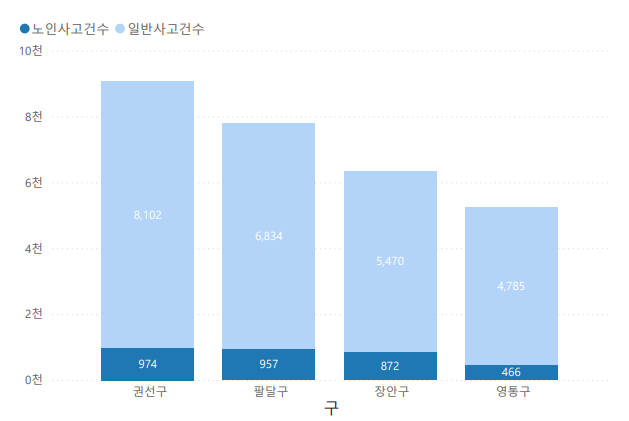 노인사고건수 일반사고건수
10천
8천
6천
4천
2천
0천
8,102
6,834
5,470
4,785
974
957
872
466
권선구 팔달구 장안구 영통구
구